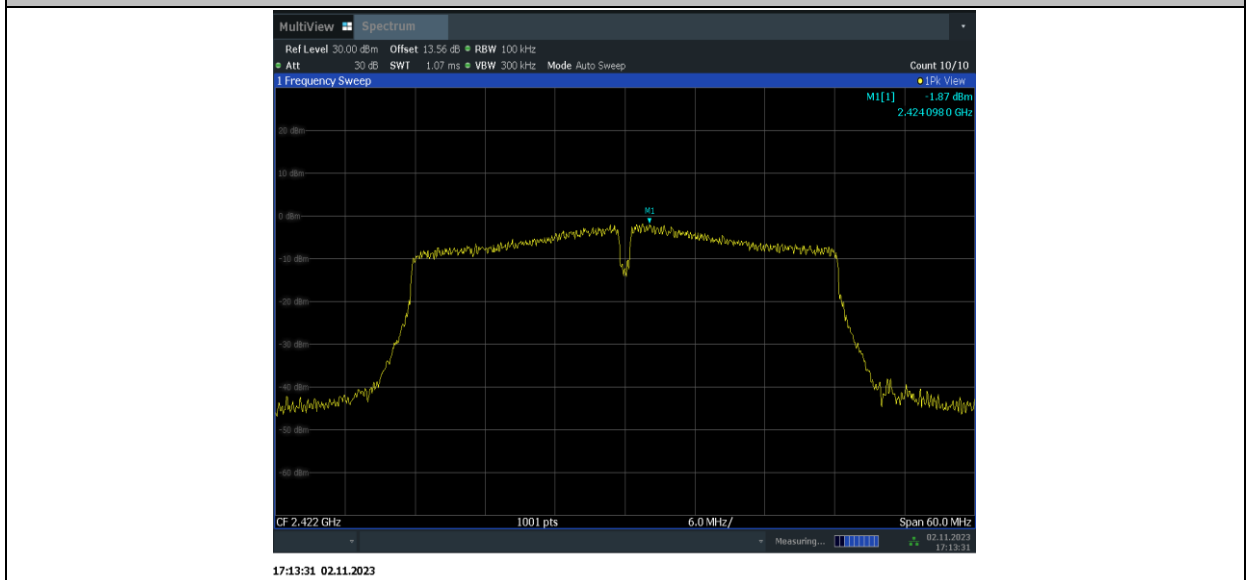 MultiView Spectrum
Ref Level 30.00 dBm Offset 13.56 dB RBW 100 kHz
Att 30 dB SWT 1.07 ms VBW 300 kHz Mode Auto Sweep Count 10/10
1 Frequency Sweep 1Pk View
M1[1] -1.87 dBm
2.424 098 0 GHz
20 dBm
10 dBm
M1
0 dBm
-10 dBm
-20 dBm
-30 dBm
-40 dBm
-50 dBm
-60 dBm
CF 2.422 GHz 1001 pts 6.0 MHz/ Span 60.0 MHz
Measuring... 02.11.2023
17:13:31
17:13:31 02.11.2023